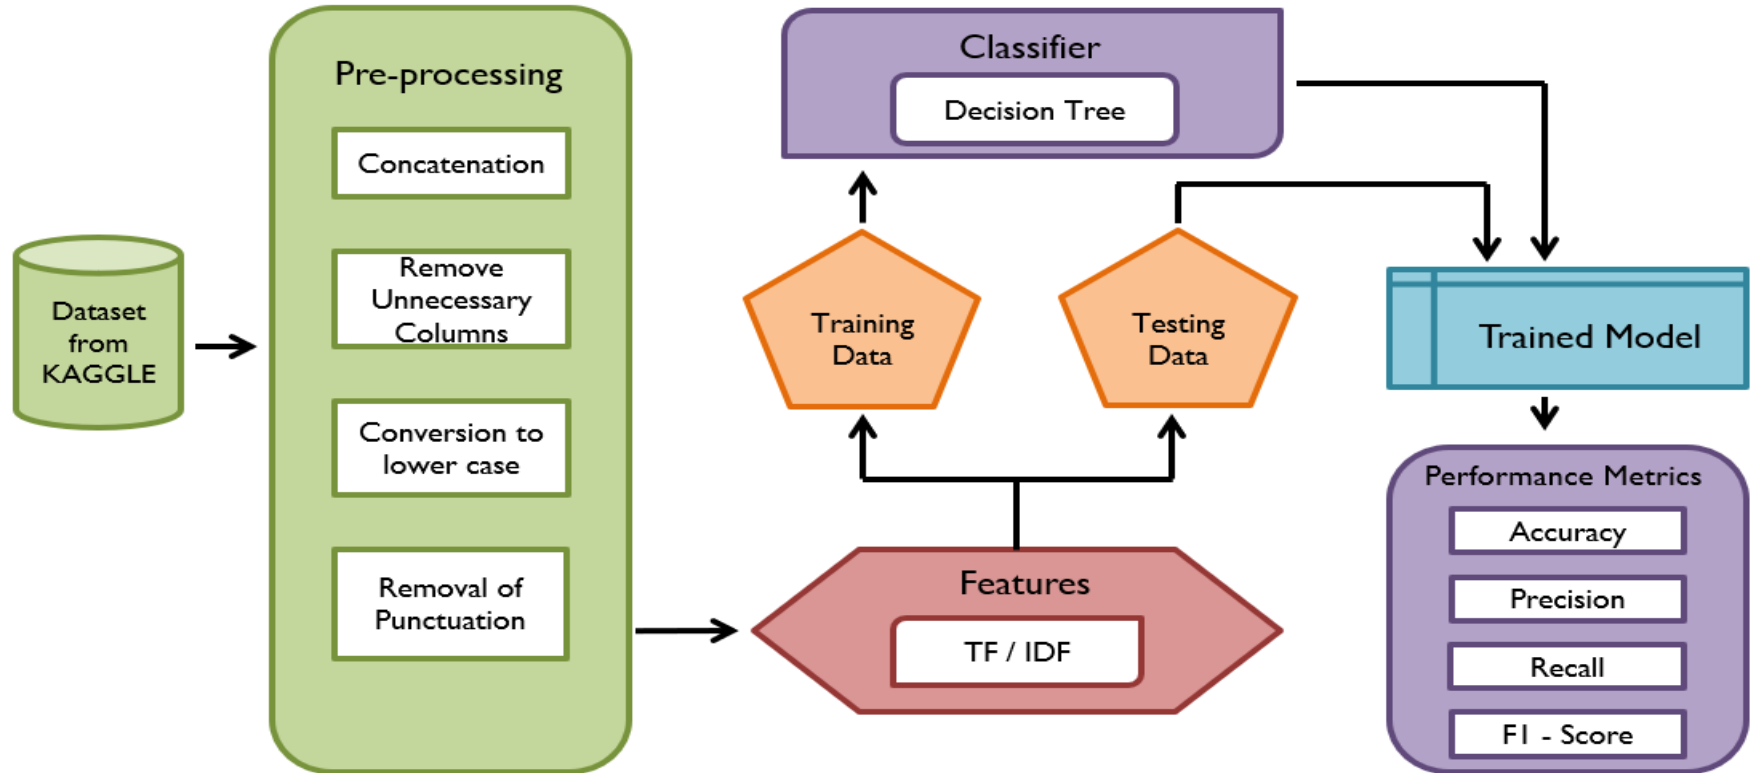 Dataset
from
KAGGLE
Pre-processing
Concatenation
Remove
Unnecessary
Columns
Conversion to
lower case
Removal of
Punctuation
Features
TF / IDF
Training
Data
Testing
Data
Classifier
Decision Tree
Trained Model
Performance Metrics
Accuracy
Precision
Recall
F1 - Score